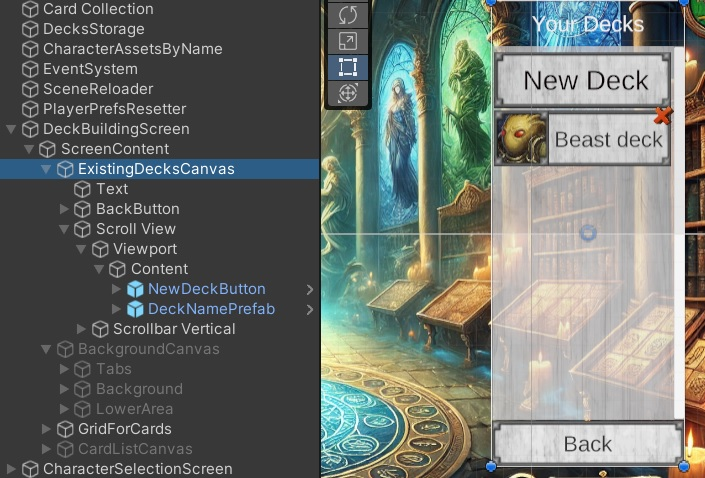 Card Collection
DecksStorage
CharacterAssetsByName
EventSystem
SceneReloader
PlayerPrefsResetter
DeckBuildingScreen
ScreenContent
ExistingDecksCanvas
Text
BackButton
Scroll View
Viewport
Content
NewDeckButton
DeckNamePrefab
Scrollbar Vertical
BackgroundCanvas
Tabs
Background
LowerArea
GridForCards
CardListCanvas
CharacterSelectionScreen
Your Decks
New Deck
Beast deck
Back